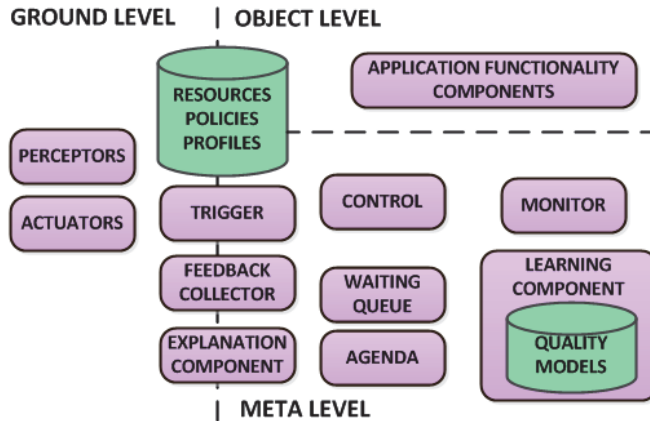 GROUND LEVEL
OBJECT LEVEL
RESOURCES
POLICIES
PROFILES
APPLICATION FUNCTIONALITY
COMPONENTS
PERCEPTORS
ACTUATORS
TRIGGER
CONTROL
MONITOR
FEEDBACK
COLLECTOR
WAITING
QUEUE
LEARNING
COMPONENT
QUALITY
MODELS
EXPLANATION
COMPONENT
AGENDA
META LEVEL